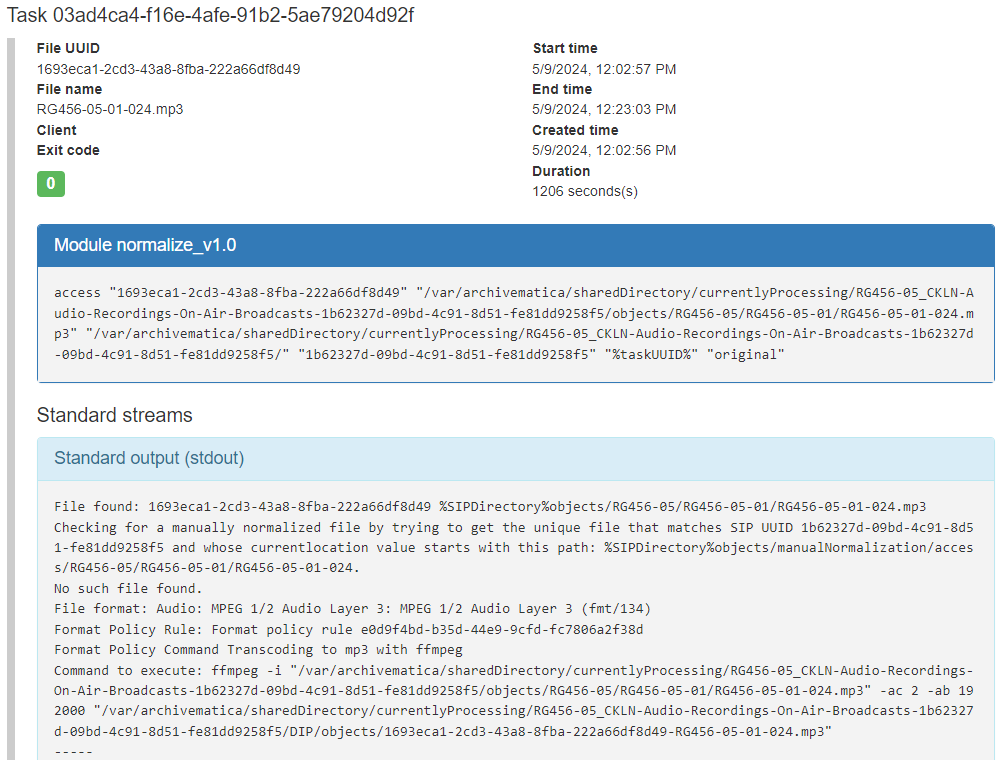 Task 03ad4ca4-f16e-4afe-91b2-5ae79204d92f
File UUID
1693eca1-2cd3-43a8-8fba-222a66df8d49
File name
RG456-05-01-024.mp3
Client
Exit code
0
Start time
5/9/2024, 12:02:57 PM
End time
5/9/2024, 12:23:03 PM
Created time
5/9/2024, 12:02:56 PM
Duration
1206 seconds(s)
Module normalize_v1.0
access "1693eca1-2cd3-43a8-8fba-222a66df8d49" "/var/archivematica/sharedDirectory/currentlyProcessing/RG456-05_CKLN-A
udio-Recordings-On-Air-Broadcasts-1b62327d-09bd-4c91-8d51-fe81dd9258f5/objects/RG456-05/RG456-05-01/RG456-05-01-024.m
p3" "/var/archivematica/sharedDirectory/currentlyProcessing/RG456-05_CKLN-Audio-Recordings-On-Air-Broadcasts-1b62327d
-09bd-4c91-8d51-fe81dd9258f5/" "1b62327d-09bd-4c91-8d51-fe81dd9258f5" "%taskUUID%" "original"
Standard streams
Standard output (stdout)
File found: 1693eca1-2cd3-43a8-8fba-222a66df8d49 %SIPDirectory%objects/RG456-05/RG456-05-01/RG456-05-01-024.mp3
Checking for a manually normalized file by trying to get the unique file that matches SIP UUID 1b62327d-09bd-4c91-8d5
1-fe81dd9258f5 and whose currentlocation value starts with this path: %SIPDirectory%objects/manualNormalization/acces
s/RG456-05/RG456-05-01/RG456-05-01-024.
No such file found.
File format: Audio: MPEG 1/2 Audio Layer 3: MPEG 1/2 Audio Layer 3 (fmt/134)
Format Policy Rule: Format policy rule e0d9f4bd-b35d-44e9-9cfd-fc7806a2f38d
Format Policy Command Transcoding to mp3 with ffmpeg
Command to execute: ffmpeg -i "/var/archivematica/sharedDirectory/currentlyProcessing/RG456-05_CKLN-Audio-Recordings-
On-Air-Broadcasts-1b62327d-09bd-4c91-8d51-fe81dd9258f5/objects/RG456-05/RG456-05-01/RG456-05-01-024.mp3" -ac 2 -ab 19
2000 "/var/archivematica/sharedDirectory/currentlyProcessing/RG456-05_CKLN-Audio-Recordings-On-Air-Broadcasts-1b62327
d-09bd-4c91-8d51-fe81dd9258f5/DIP/objects/1693eca1-2cd3-43a8-8fba-222a66df8d49-RG456-05-01-024.mp3"
-----